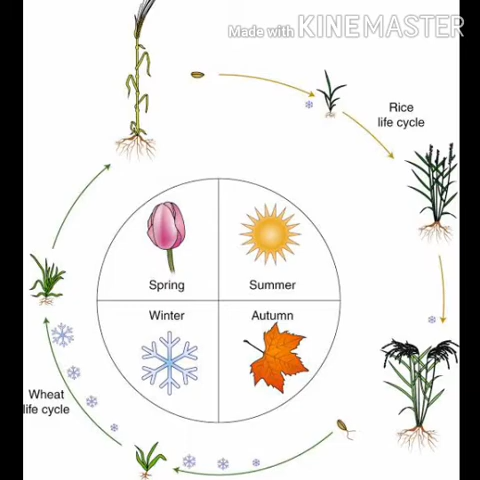 Made with KINEMASTER
Rice
life cycle
Spring
Summer
Winter
Autumn
Wheat
life cycle